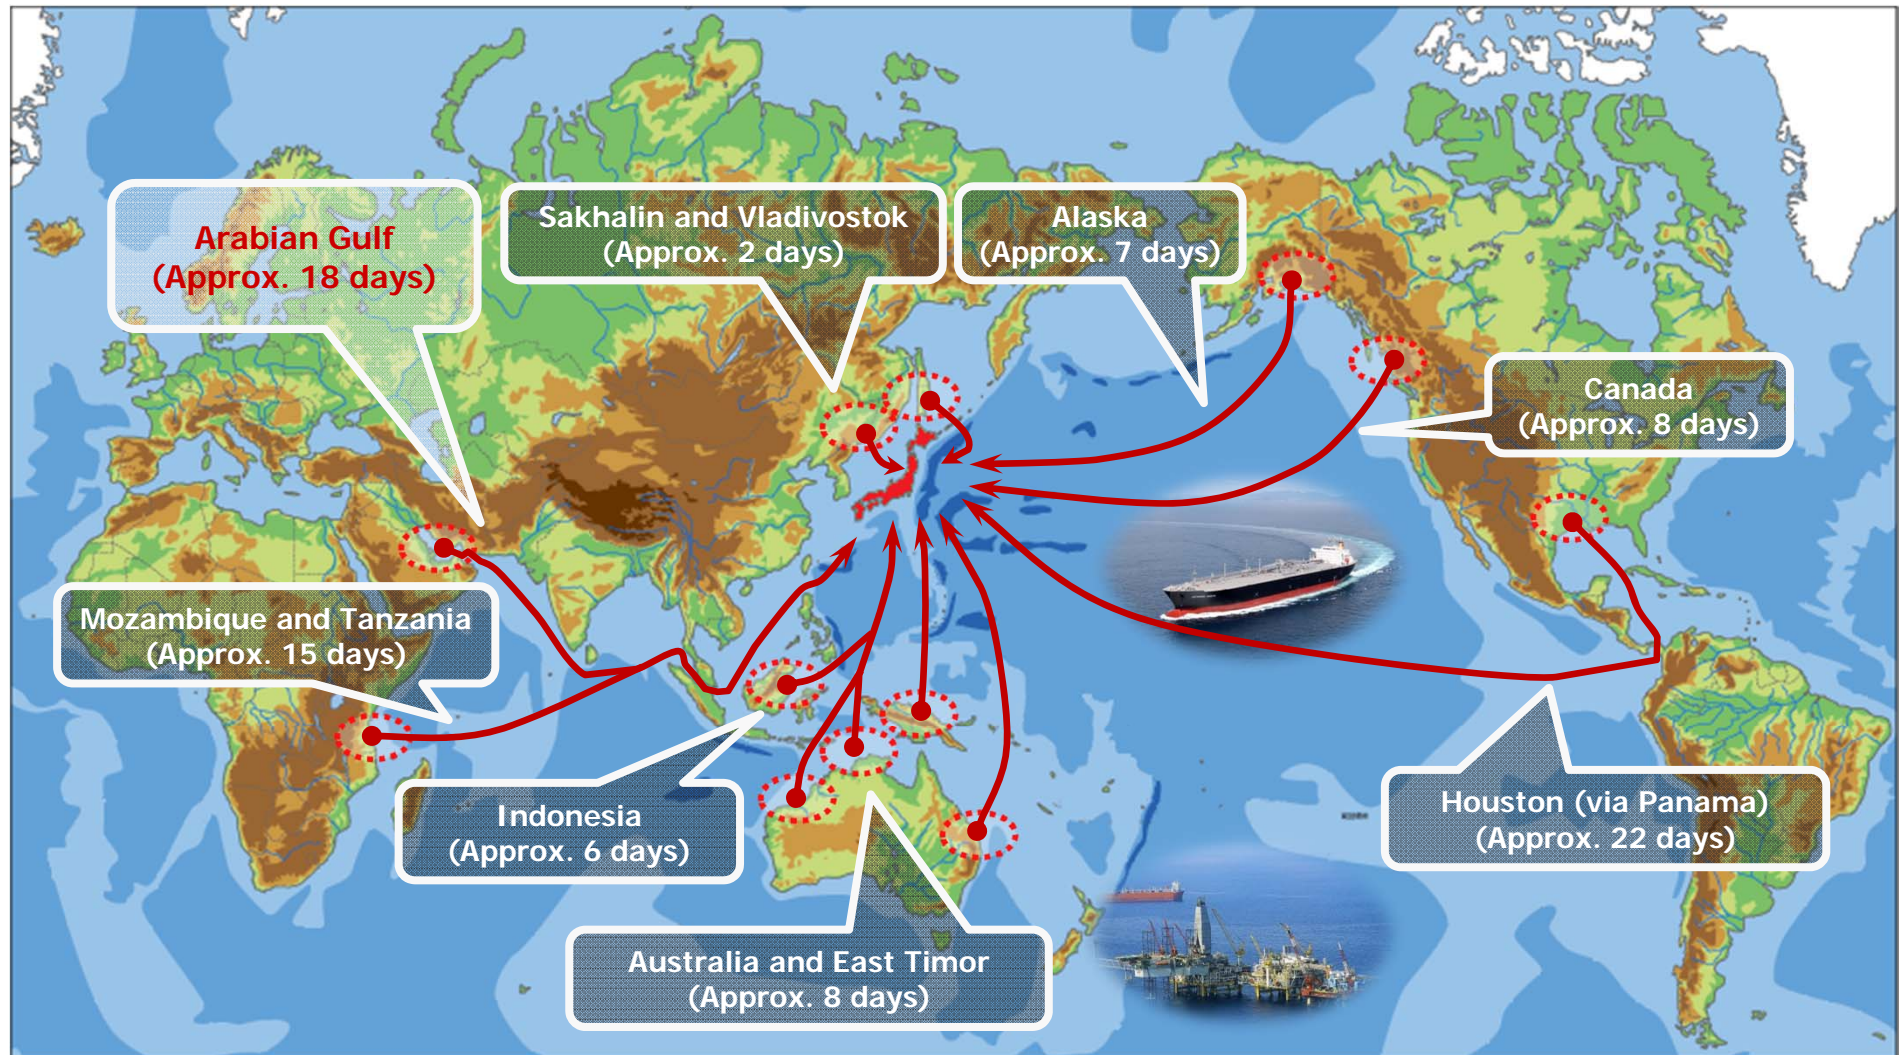 Arabian Gulf
(Approx. 18 days)
Sakhalin and Vladivostok
(Approx. 2 days)
Alaska
(Approx. 7 days)
Canada
(Approx. 8 days)
Mozambique and Tanzania
(Approx. 15 days)
Indonesia
(Approx. 6 days)
Houston (via Panama)
(Approx. 22 days)
Australia and East Timor
(Approx. 8 days)